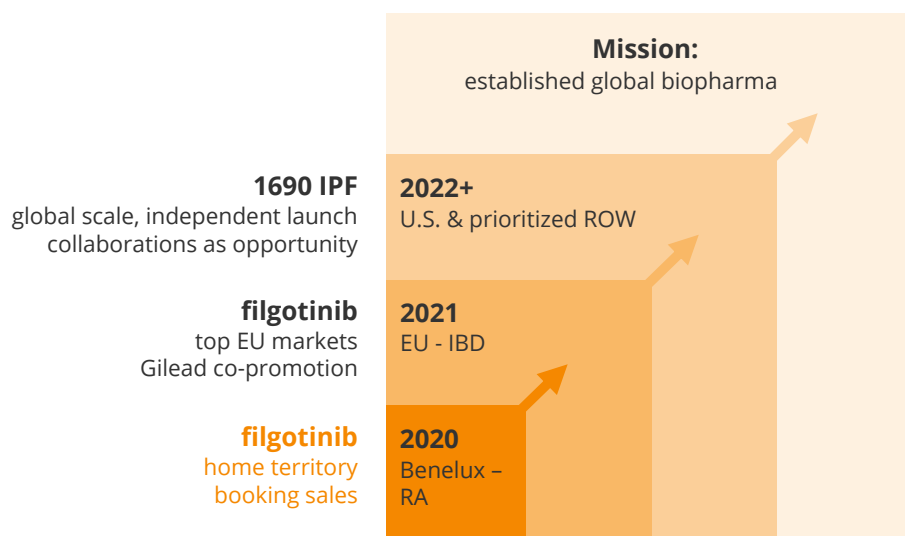 Mission:
established global biopharma
1690 IPF
global scale, independent launch
collaborations as opportunity
2022+
U.S. & prioritized ROW
filgotinib
top EU markets
Gilead co-promotion
2021
EU - IBD
filgotinib
home territory
booking sales
2020
Benelux –
RA